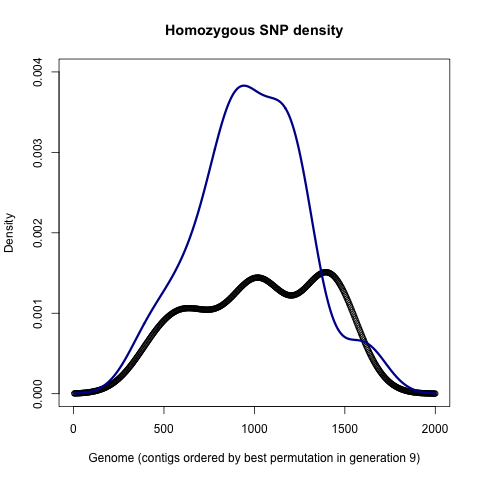 Homozygous SNP density
Density
0.004
0.003
0.002
0.001
0.000
0 500 1000 1500 2000
Genome (contigs ordered by best permutation in generation 9)